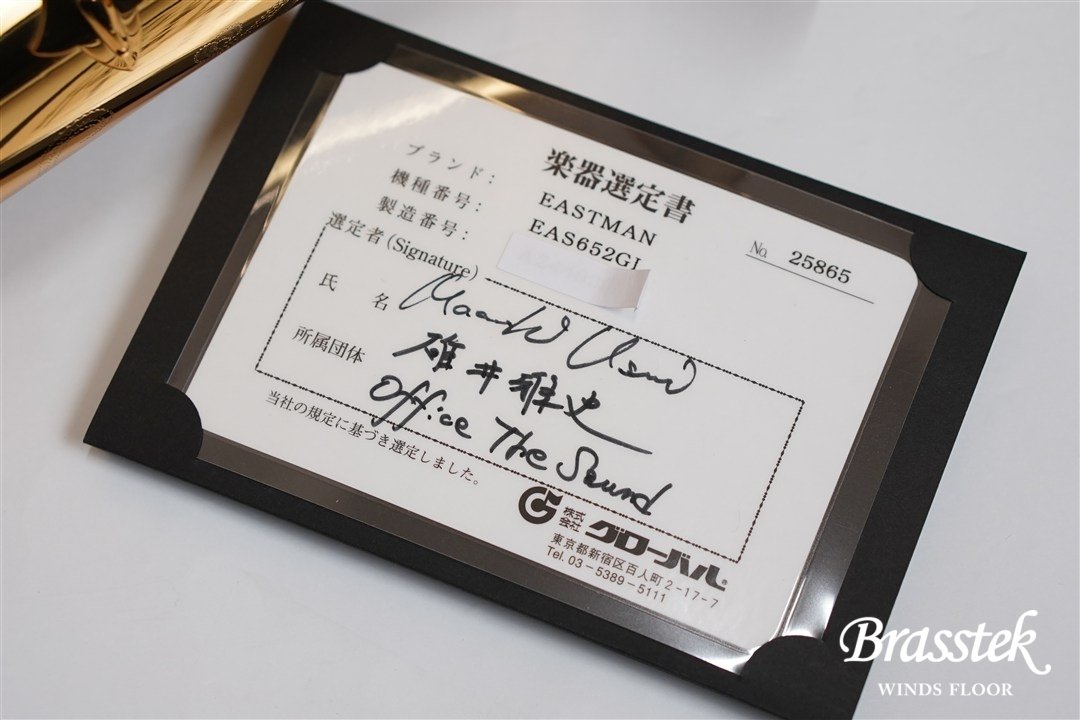 楽器選定書
№ 25865
ブランド: EASTMAN
機種番号: EAS652GL
製造番号:
選定者(Signature)
氏 名
碓井雅史
所属団体 Office The Sound
当社の規定に基づき選定しました。
株式会社 グローバル
東京都新宿区百人町2-17-7
Tel. 03-5389-5111
Brasstek
WINDS FLOOR